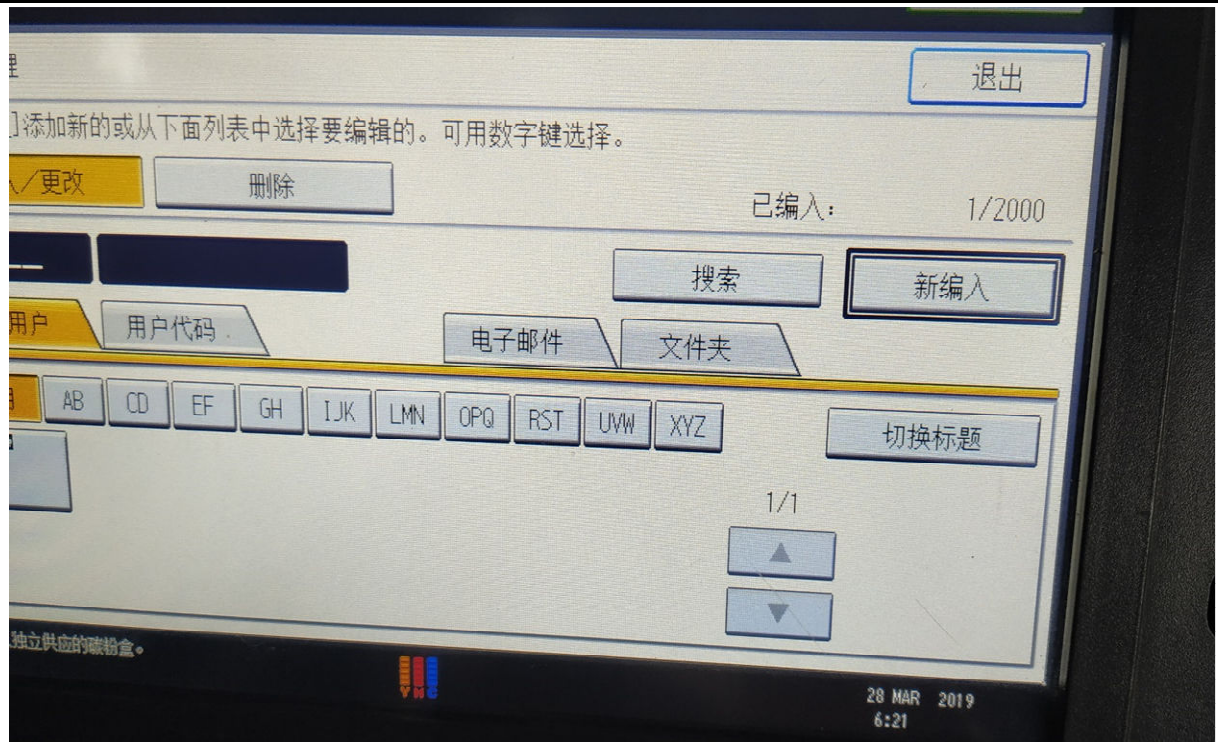 理 退出
]添加新的或从下面列表中选择要编辑的。可用数字键选择。
入／更改 删除 已编入: 1/2000
搜索 新编入
用户 用户代码 电子邮件 文件夹
AB CD EF GH IJK LMN OPQ RST UVW XYZ 切换标题
1/1
独立供应的碳粉盒。
Y M C
28 MAR 2019
6:21